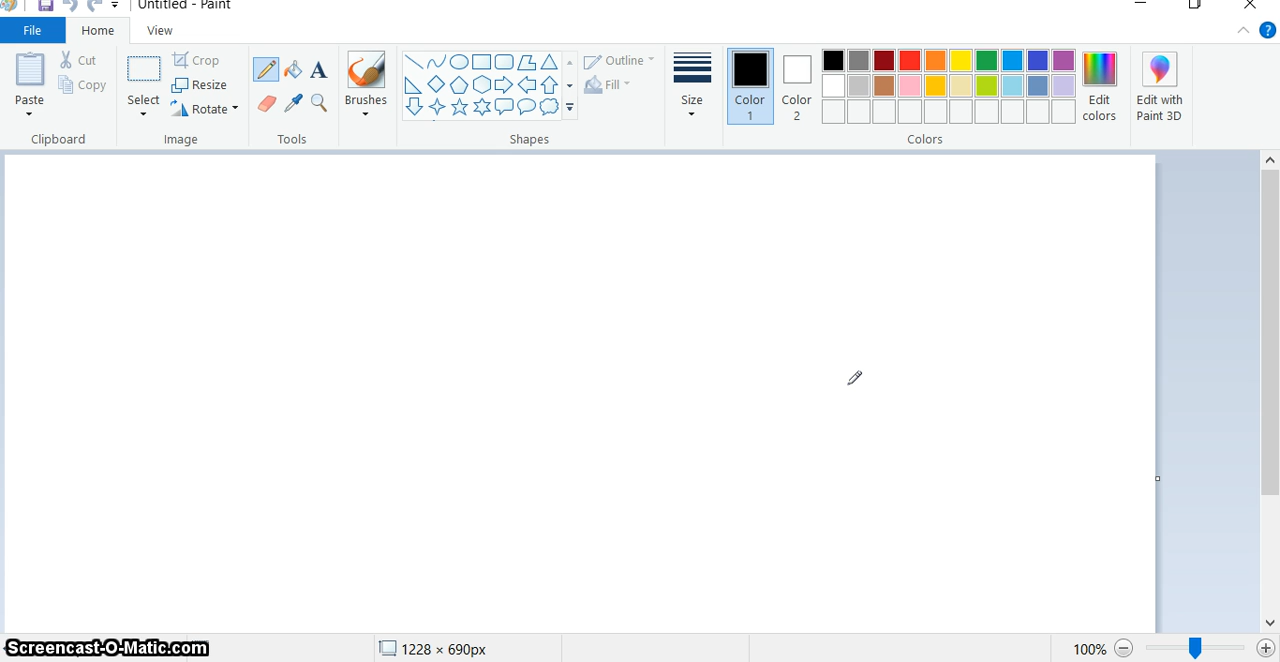 Untitled - Paint
File Home View
Paste
Cut
Copy
Clipboard
Select
Crop
Resize
Rotate
Image
A
Tools
Brushes
Shapes
Outline
Fill
Size
Color 1
Color 2
Edit colors
Colors
Edit with Paint 3D
Screencast-O-Matic.com
1228 × 690px
100%